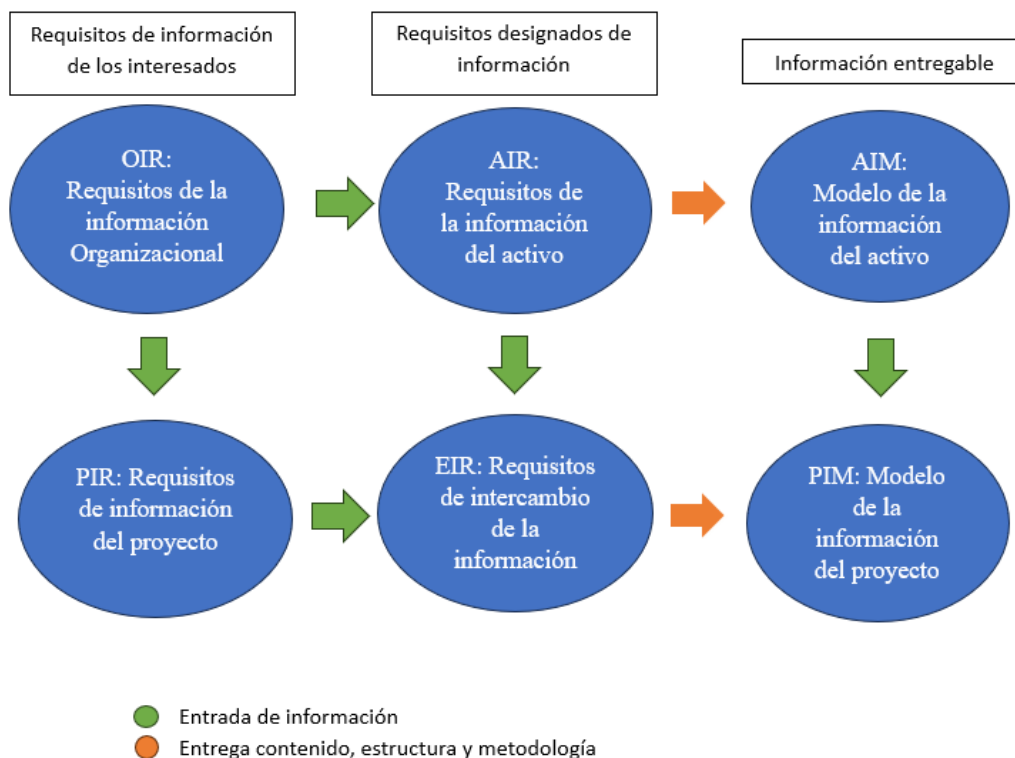 Requisitos de información
de los interesados
Requisitos designados de
información
Información entregable
OIR:
Requisitos de la
información
Organizacional
AIR:
Requisitos de
la información
del activo
AIM:
Modelo de la
información
del activo
PIR: Requisitos
de información
del proyecto
EIR: Requisitos
de intercambio
de la
información
PIM: Modelo
de la
información
del proyecto
Entrada de información
Entrega contenido, estructura y metodología